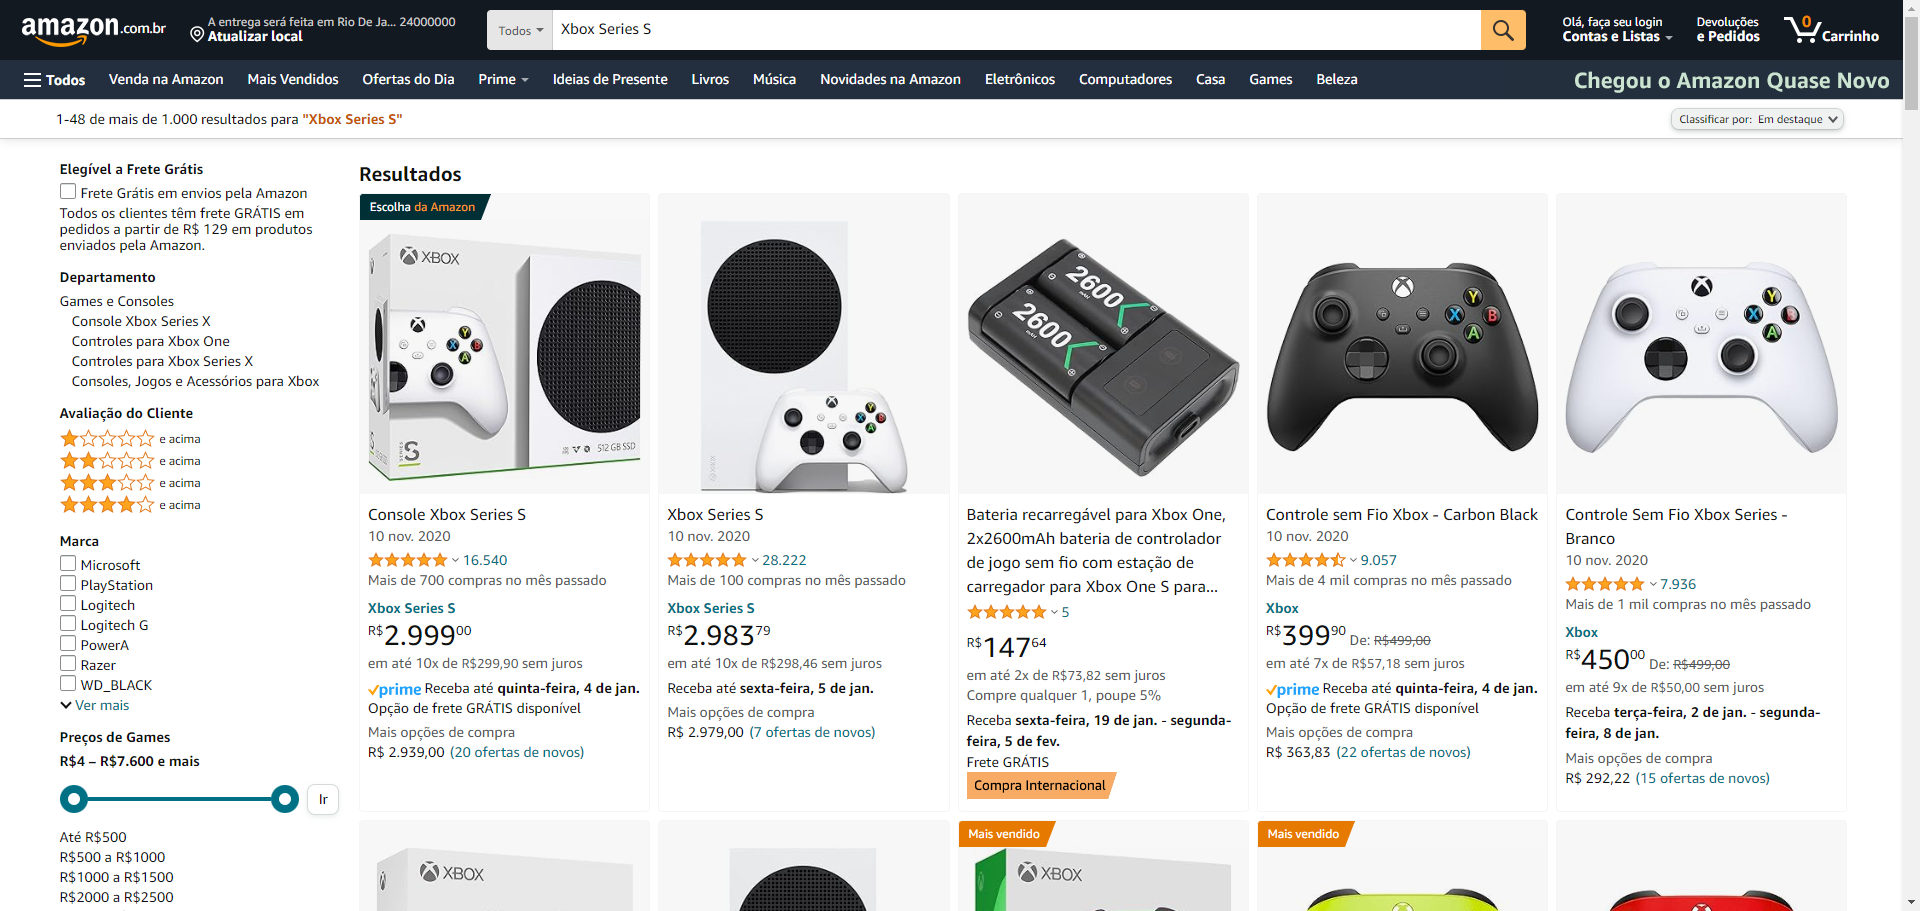 amazon.com.br
A entrega será feita em Rio De Ja... 24000000
Atualizar local
Todos
Xbox Series S
Olá, faça seu login
Contas e Listas
Devoluções
e Pedidos
0
Carrinho
Todos
Venda na Amazon
Mais Vendidos
Ofertas do Dia
Prime
Ideias de Presente
Livros
Música
Novidades na Amazon
Eletrônicos
Computadores
Casa
Games
Beleza
Chegou o Amazon Quase Novo
1-48 de mais de 1.000 resultados para "Xbox Series S"
Classificar por: Em destaque
Elegível a Frete Grátis
Frete Grátis em envios pela Amazon
Todos os clientes têm frete GRÁTIS em
pedidos a partir de R$ 129 em produtos
enviados pela Amazon.
Departamento
Games e Consoles
Console Xbox Series X
Controles para Xbox One
Controles para Xbox Series X
Consoles, Jogos e Acessórios para Xbox
Avaliação do Cliente
e acima
e acima
e acima
e acima
Marca
Microsoft
PlayStation
Logitech
Logitech G
PowerA
Razer
WD_BLACK
Ver mais
Preços de Games
R$4 – R$7.600 e mais
Ir
Até R$500
R$500 a R$1000
R$1000 a R$1500
R$2000 a R$2500
Resultados
Escolha da Amazon
XBOX
Y
X
B
A
S
SERIES
512 GB SSD
Console Xbox Series S
10 nov. 2020
16.540
Mais de 700 compras no mês passado
Xbox Series S
R$2.99900
em até 10x de R$299,90 sem juros
prime Receba até quinta-feira, 4 de jan.
Opção de frete GRÁTIS disponível
Mais opções de compra
R$ 2.939,00 (20 ofertas de novos)
Y
X
B
A
Xbox Series S
10 nov. 2020
28.222
Mais de 100 compras no mês passado
Xbox Series S
R$2.98379
em até 10x de R$298,46 sem juros
Receba até sexta-feira, 5 de jan.
Mais opções de compra
R$ 2.979,00 (7 ofertas de novos)
2600
mAh
2600
mAh
Bateria recarregável para Xbox One,
2x2600mAh bateria de controlador
de jogo sem fio com estação de
carregador para Xbox One S para...
5
R$14764
em até 2x de R$73,82 sem juros
Compre qualquer 1, poupe 5%
Receba sexta-feira, 19 de jan. - segunda-
feira, 5 de fev.
Frete GRÁTIS
Compra Internacional
Y
X
B
A
Controle sem Fio Xbox - Carbon Black
10 nov. 2020
9.057
Mais de 4 mil compras no mês passado
Xbox
R$39990 De: R$499,00
em até 7x de R$57,18 sem juros
prime Receba até quinta-feira, 4 de jan.
Opção de frete GRÁTIS disponível
Mais opções de compra
R$ 363,83 (22 ofertas de novos)
Y
X
B
A
Controle Sem Fio Xbox Series -
Branco
10 nov. 2020
7.936
Mais de 1 mil compras no mês passado
Xbox
R$45000 De: R$499,00
em até 9x de R$50,00 sem juros
Receba terça-feira, 2 de jan. - segunda-
feira, 8 de jan.
Mais opções de compra
R$ 292,22 (15 ofertas de novos)
XBOX
Mais vendido
XBOX
Mais vendido